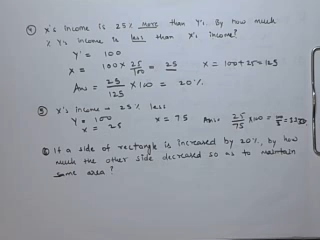 ④ X's income is 25% more than Y's. By how much
% Y's income is less than X's income?
Y = 100
X = 100 × 25/100 = 25 X = 100+25=125
Ans = 25/125 × 100 = 20%.
⑤ X's income = 25% less
Y = 100 X = 75 Ans: 25/75 × 100 = 100/3 =
X = 25
⑥ If a side of rectangle is increased by 20%, by how
much the other side decreased so as to maintain
same area?